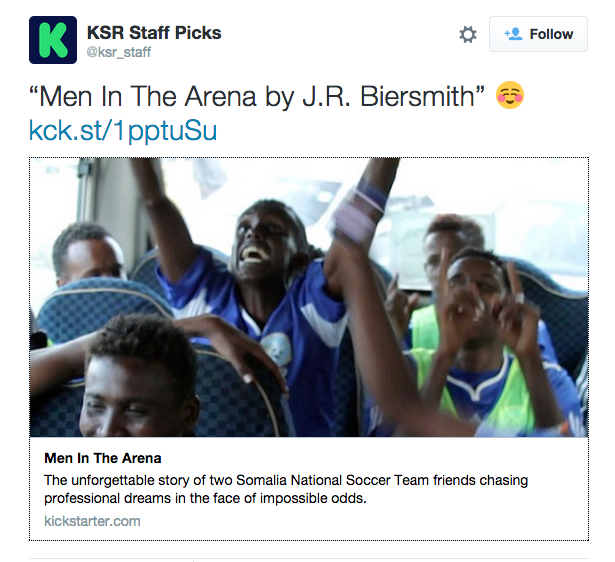 KSR Staff Picks
@ksr_staff
Follow
“Men In The Arena by J.R. Biersmith” ☺️
kck.st/1pptuSu
Men In The Arena
The unforgettable story of two Somalia National Soccer Team friends chasing
professional dreams in the face of impossible odds.
kickstarter.com